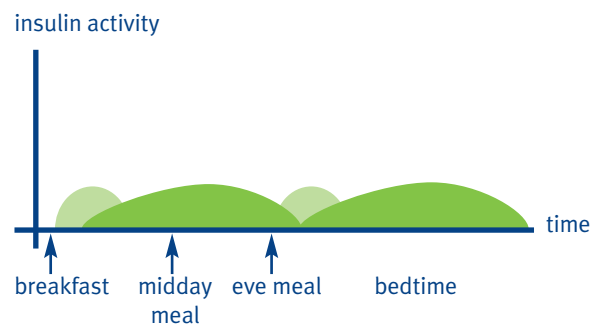 insulin activity
time
breakfast
midday
meal
eve meal
bedtime